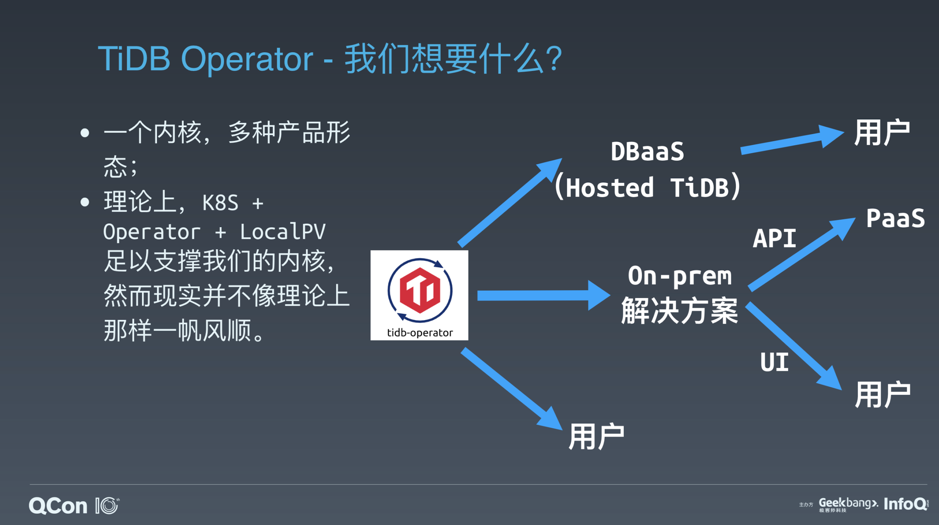 TiDB Operator - 我们想要什么？
• 一个内核，多种产品形
态；
• 理论上，K8S +
Operator + LocalPV
足以支撑我们的内核，
然而现实并不像理论上
那样一帆风顺。
tidb-operator
DBaaS
（Hosted TiDB）
用户
On-prem
解决方案
API
PaaS
UI
用户
用户
QCon 10
主办方 Geekbang>. InfoQ
极客邦科技